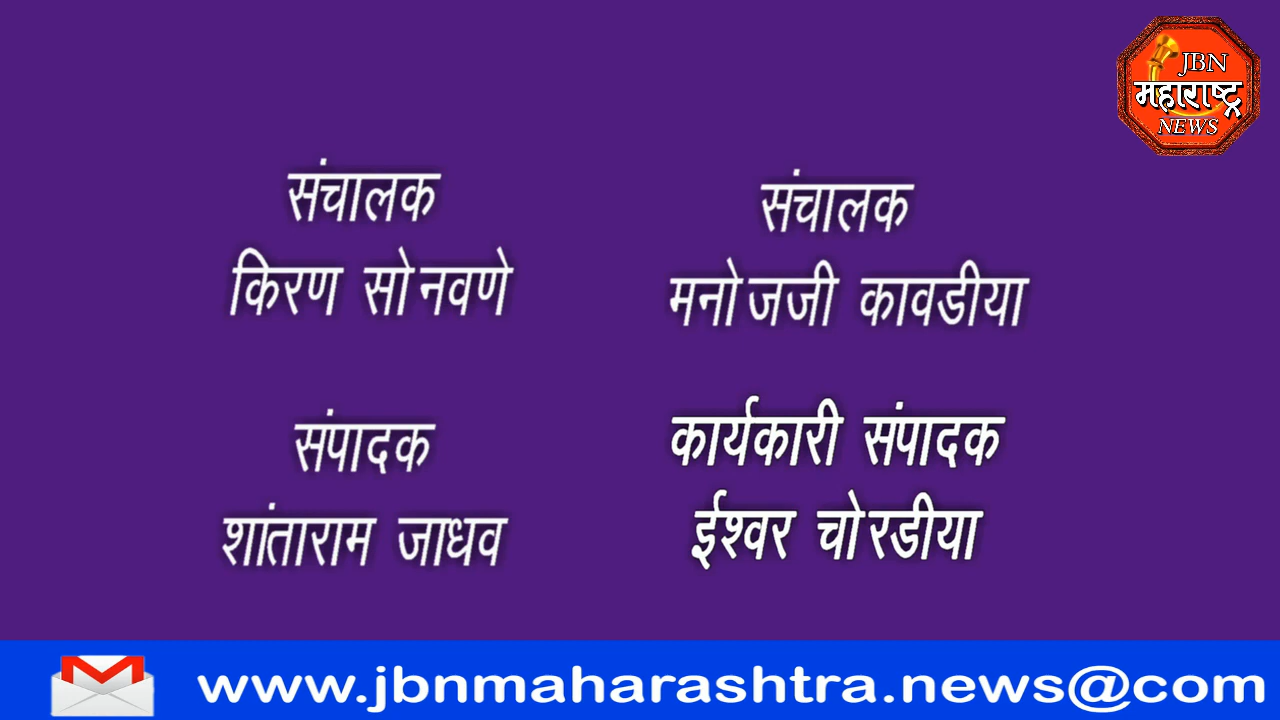 JBN
महाराष्ट्र
NEWS
संचालक
किरण सोनवणे
संचालक
मनोजजी कावडीया
संपादक
शांताराम जाधव
कार्यकारी संपादक
ईश्वर चोरडीया
www.jbnmaharashtra.news@com